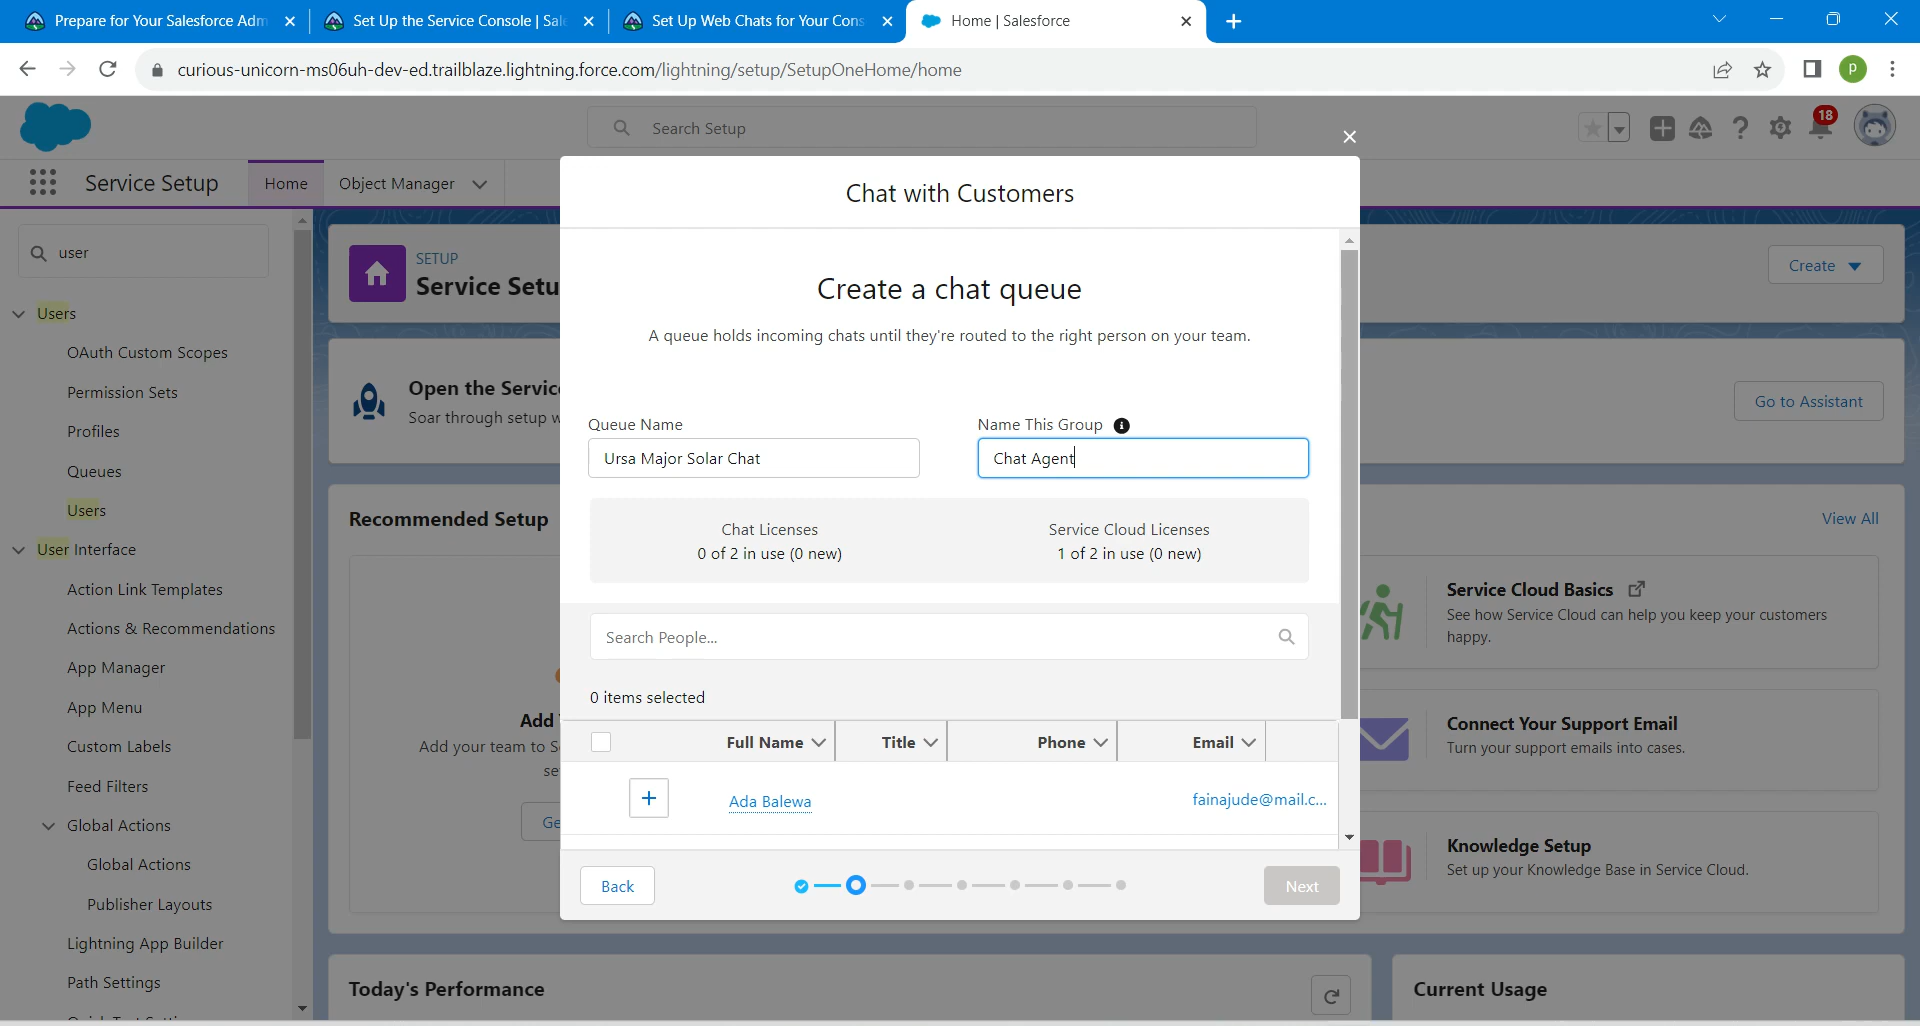 Prepare for Your Salesforce Adm
Set Up the Service Console | Sal
Set Up Web Chats for Your Cons
Home | Salesforce
curious-unicorn-ms06uh-dev-ed.trailblaze.lightning.force.com/lightning/setup/SetupOneHome/home
P
Search Setup
18
Service Setup
Home
Object Manager
user
Users
OAuth Custom Scopes
Permission Sets
Profiles
Queues
Users
User Interface
Action Link Templates
Actions & Recommendations
App Manager
App Menu
Custom Labels
Feed Filters
Global Actions
Global Actions
Publisher Layouts
Lightning App Builder
Path Settings
SETUP
Service Setu
Create
Open the Servic
Soar through setup w
Go to Assistant
Recommended Setup
View All
Add
Add your team to S
se
Ge
Service Cloud Basics
See how Service Cloud can help you keep your customers
happy.
Connect Your Support Email
Turn your support emails into cases.
Knowledge Setup
Set up your Knowledge Base in Service Cloud.
Today's Performance
Current Usage
Chat with Customers
Create a chat queue
A queue holds incoming chats until they're routed to the right person on your team.
Queue Name
Ursa Major Solar Chat
Name This Group
Chat Agent
Chat Licenses
0 of 2 in use (0 new)
Service Cloud Licenses
1 of 2 in use (0 new)
Search People...
0 items selected
Full Name
Title
Phone
Email
Ada Balewa
fainajude@mail.c...
Back
Next